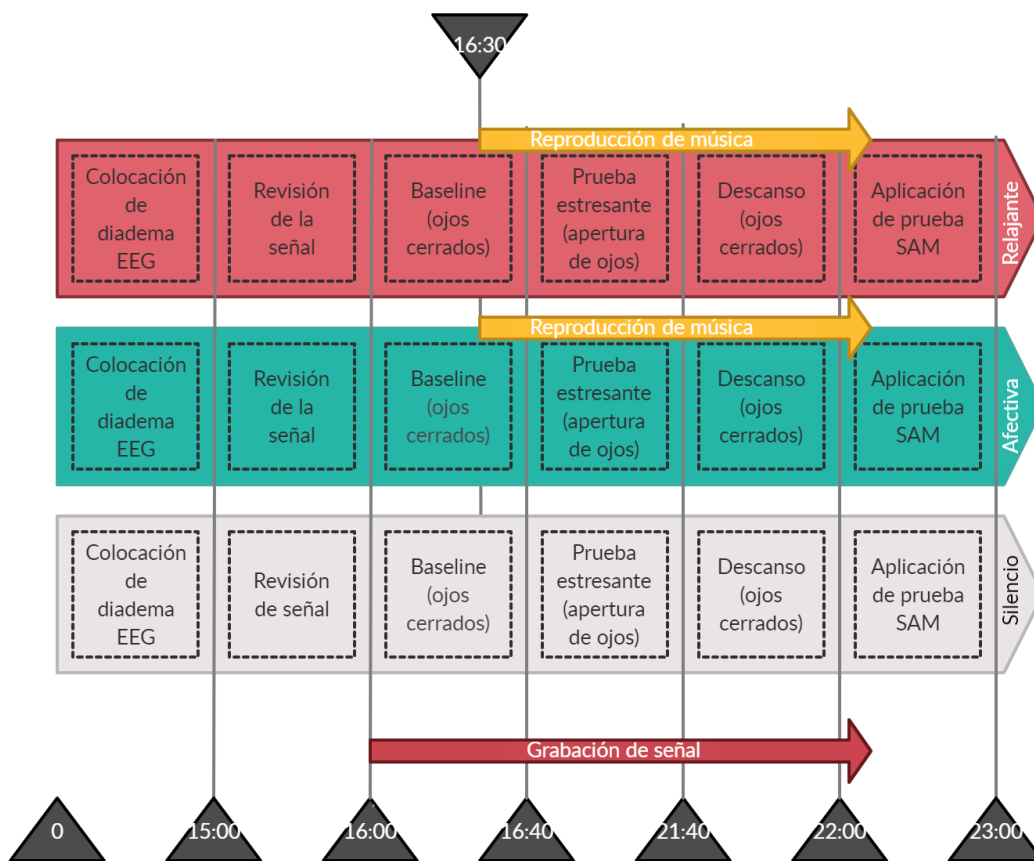 16:30
Reproducción de música
Colocación
de
diadema
EEG
Revisión
de la
señal
Baseline
(ojos
cerrados)
Prueba
estresante
(apertura
de ojos)
Descanso
(ojos
cerrados)
Aplicación
de prueba
SAM
Relajante
Reproducción de música
Colocación
de
diadema
EEG
Revisión
de la
señal
Baseline
(ojos
cerrados)
Prueba
estresante
(apertura
de ojos)
Descanso
(ojos
cerrados)
Aplicación
de prueba
SAM
Afectiva
Colocación
de
diadema
EEG
Revisión
de señal
Baseline
(ojos
cerrados)
Prueba
estresante
(apertura
de ojos)
Descanso
(ojos
cerrados)
Aplicación
de prueba
SAM
Silencio
Grabación de señal
0
15:00
16:00
16:40
21:40
22:00
23:00